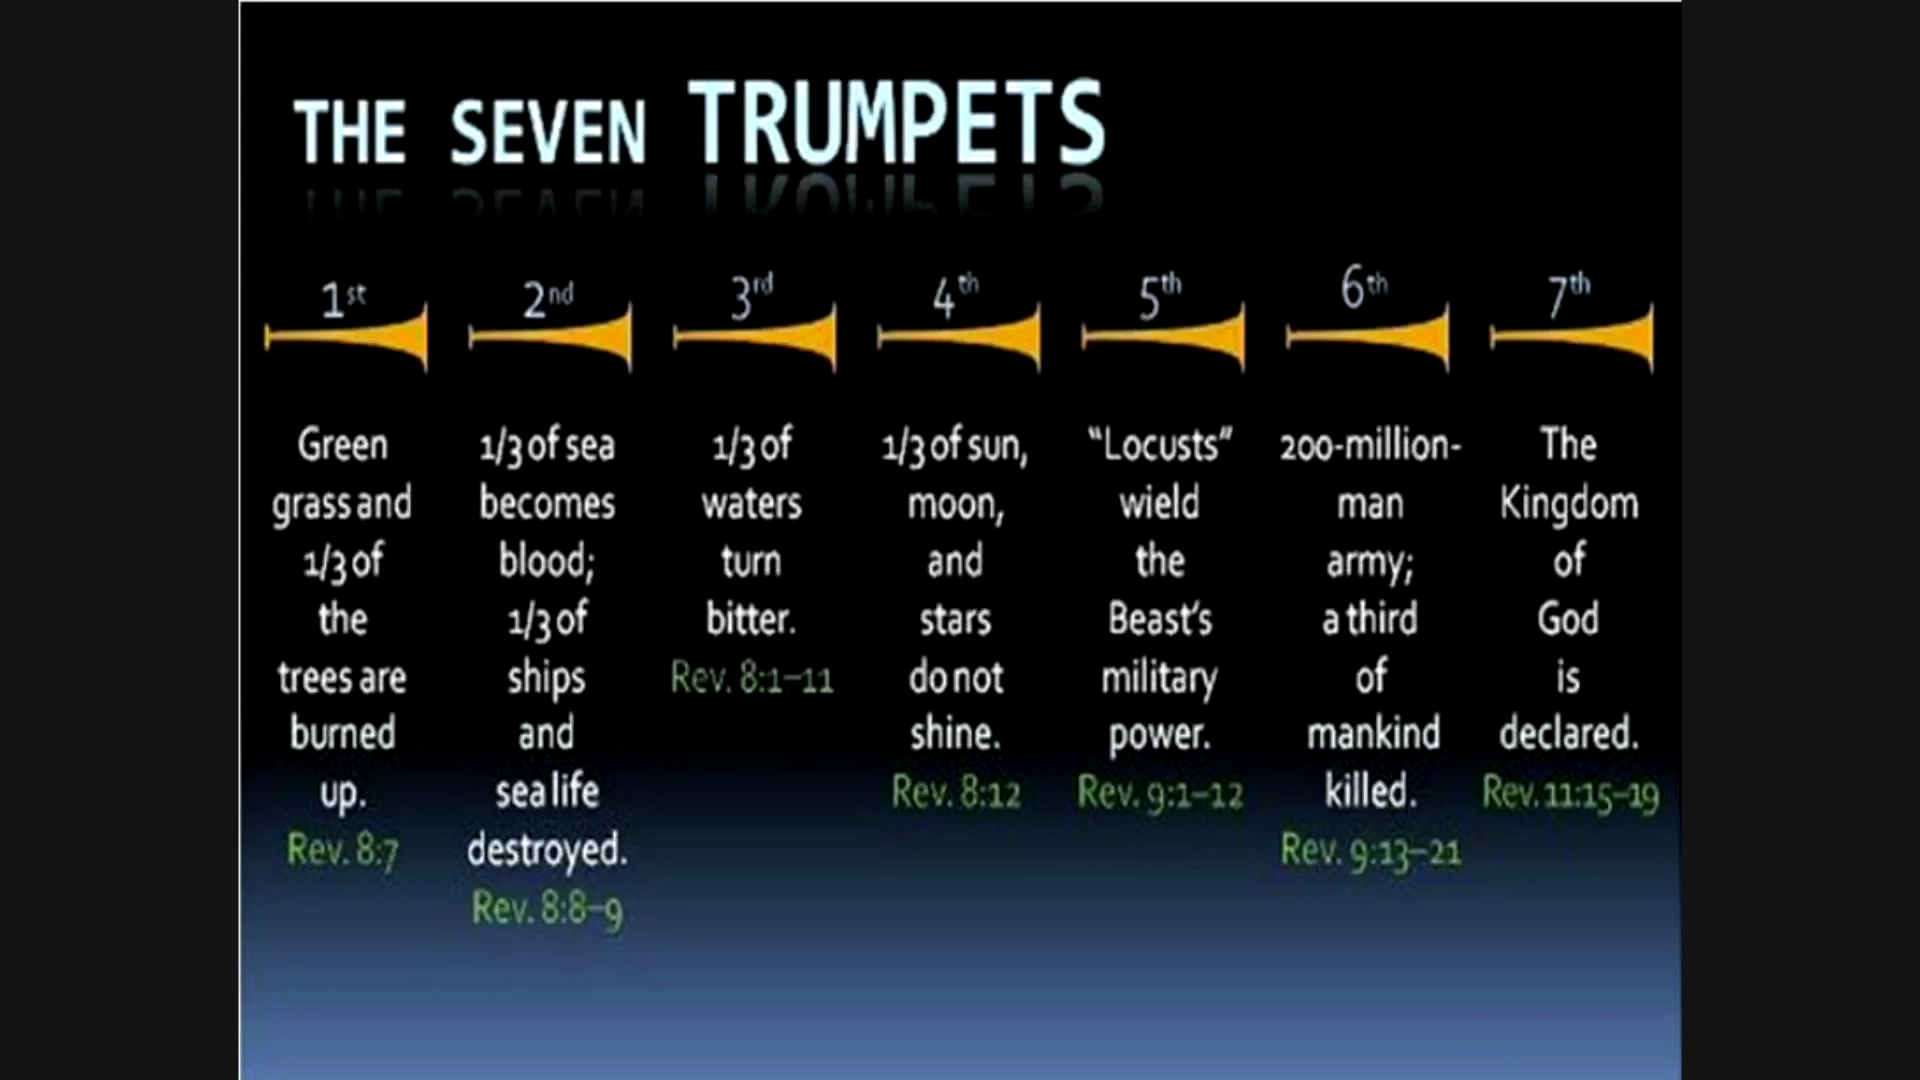 THE SEVEN TRUMPETS
1st
Green
grass and
1/3 of
the
trees are
burned
up.
Rev. 8:7
2nd
1/3 of sea
becomes
blood;
1/3 of
ships
and
sea life
destroyed.
Rev. 8:8–9
3rd
1/3 of
waters
turn
bitter.
Rev. 8:1–11
4th
1/3 of sun,
moon,
and
stars
do not
shine.
Rev. 8:12
5th
“Locusts”
wield
the
Beast’s
military
power.
Rev. 9:1–12
6th
200-million-
man
army;
a third
of
mankind
killed.
Rev. 9:13–21
7th
The
Kingdom
of
God
is
declared.
Rev. 11:15–19